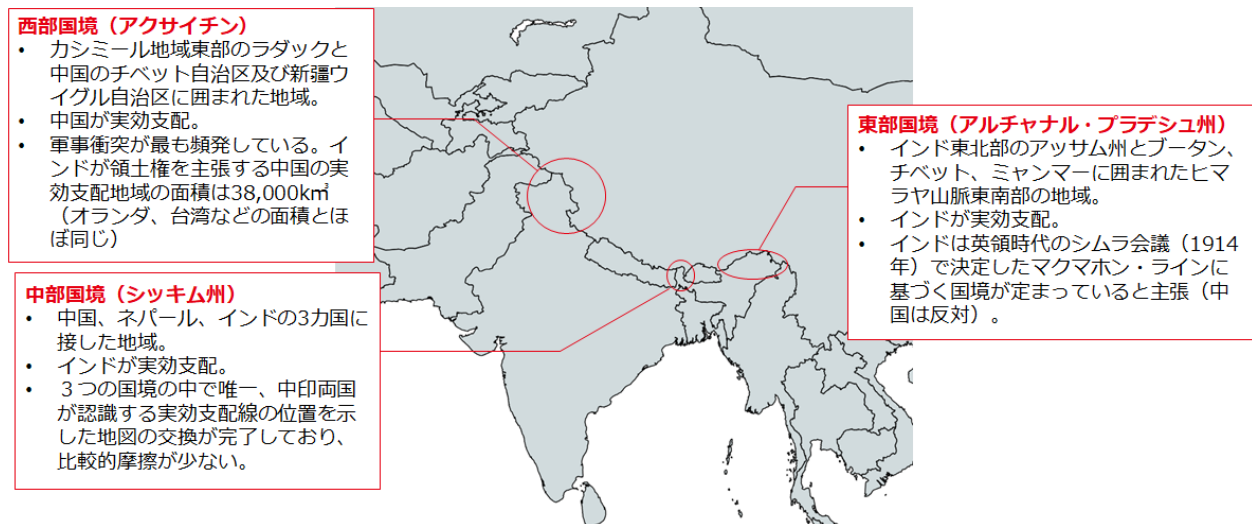 西部国境（アクサイチン）
• カシミール地域東部のラダックと
中国のチベット自治区及び新疆ウ
イグル自治区に囲まれた地域。
• 中国が実効支配。
• 軍事衝突が最も頻発している。イ
ンドが領土権を主張する中国の実
効支配地域の面積は38,000㎢
（オランダ、台湾などの面積とほ
ぼ同じ）
中部国境（シッキム州）
• 中国、ネパール、インドの3カ国に
接した地域。
• インドが実効支配。
• ３つの国境の中で唯一、中印両国
が認識する実効支配線の位置を示
した地図の交換が完了しており、
比較的摩擦が少ない。
東部国境（アルチャナル・プラデシュ州）
• インド東北部のアッサム州とブータン、
チベット、ミャンマーに囲まれたヒマ
ラヤ山脈東南部の地域。
• インドが実効支配。
• インドは英領時代のシムラ会議（1914
年）で決定したマクマホン・ラインに
基づく国境が定まっていると主張（中
国は反対）。